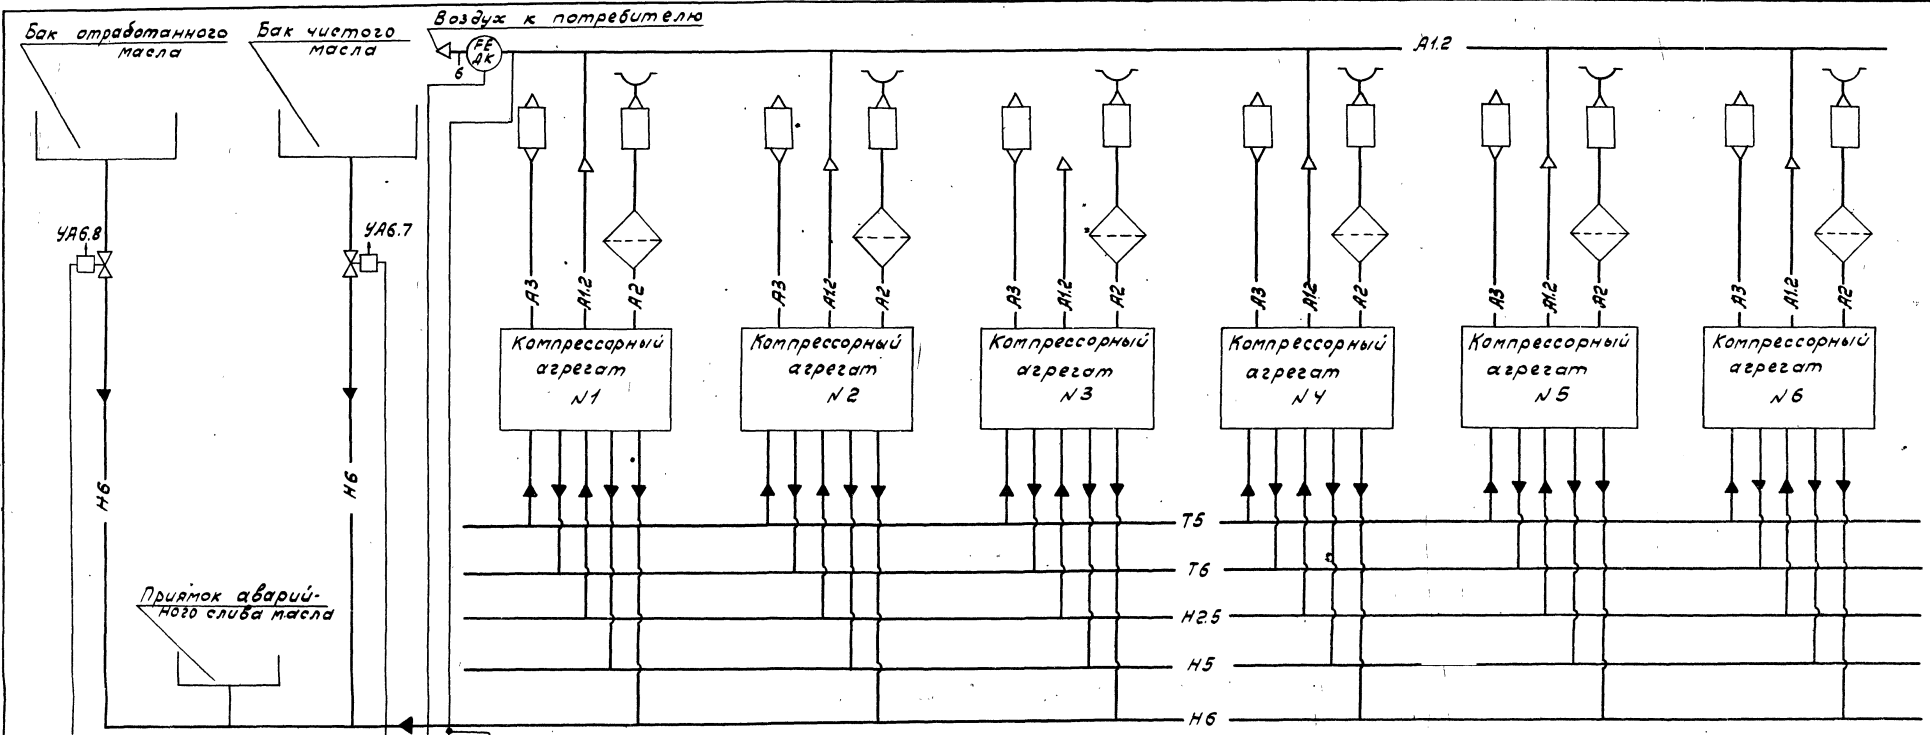 Бак отработанного
масла
Бак чистого
масла
Воздух к потребителю
FE
ДК
6
А1.2
УА6.8
УА6.7
А3
А1.2
А2
А3
А1.2
А2
А3
А1.2
А2
А3
А1.2
А2
А3
А1.2
А2
А3
А1.2
А2
Компрессорный
агрегат
N1
Компрессорный
агрегат
N2
Компрессорный
агрегат
N3
Компрессорный
агрегат
N4
Компрессорный
агрегат
N5
Компрессорный
агрегат
N6
Н6
Н6
Т5
Т6
Н2.5
Н5
Н6
Приямок аварий-
ного слива масла